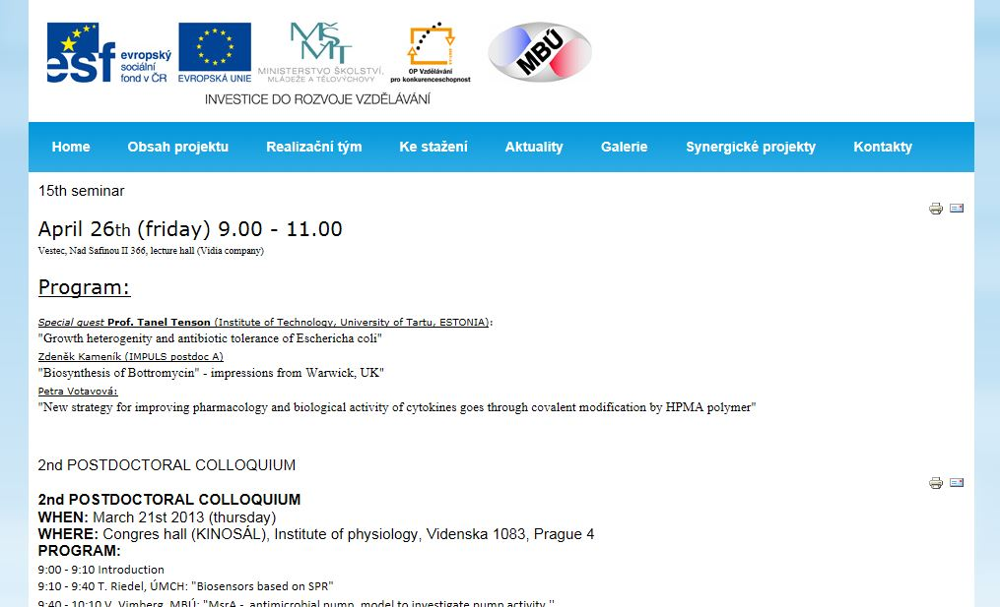 esf evropský sociální fond v ČR
EVROPSKÁ UNIE
MŠMT
MINISTERSTVO ŠKOLSTVÍ,
MLÁDEŽE A TĚLOVÝCHOVY
OP Vzdělávání
pro konkurenceschopnost
MBÚ
INVESTICE DO ROZVOJE VZDĚLÁVÁNÍ
Home Obsah projektu Realizační tým Ke stažení Aktuality Galerie Synergické projekty Kontakty
15th seminar
April 26th (friday) 9.00 - 11.00
Vestec, Nad Safinou II 366, lecture hall (Vidia company)
Program:
Special guest Prof. Tanel Tenson (Institute of Technology, University of Tartu, ESTONIA):
"Growth heterogenity and antibiotic tolerance of Eschericha coli"
Zdeněk Kameník (IMPULS postdoc A)
"Biosynthesis of Bottromycin" - impressions from Warwick, UK"
Petra Votavová:
"New strategy for improving pharmacology and biological activity of cytokines goes through covalent modification by HPMA polymer"
2nd POSTDOCTORAL COLLOQUIUM
2nd POSTDOCTORAL COLLOQUIUM
WHEN: March 21st 2013 (thursday)
WHERE: Congres hall (KINOSÁL), Institute of physiology, Videnska 1083, Prague 4
PROGRAM:
9:00 - 9:10 Introduction
9:10 - 9:40 T. Riedel, ÚMCH: "Biosensors based on SPR"
9:40 - 10:10 V. Vimberg, MBÚ: "MsrA - antimicrobial pump, model to investigate pump activity."